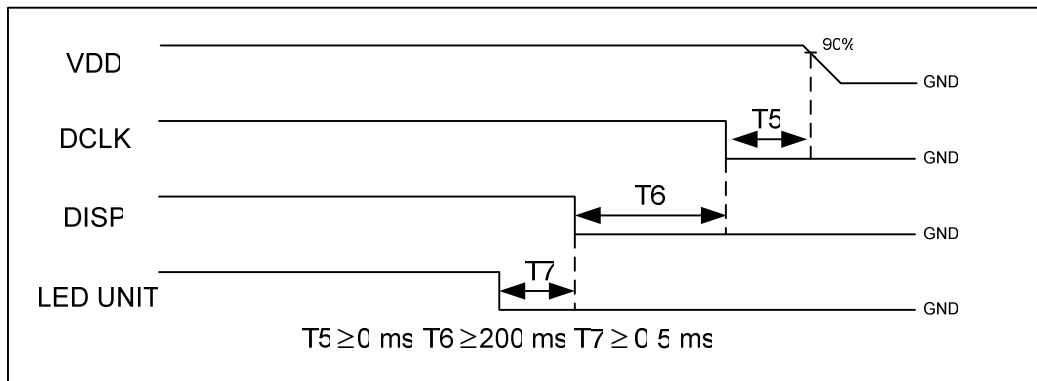 VDD
90%
GND
DCLK
T5
GND
DISP
T6
GND
LED UNIT
T7
GND
T5 ≥0 ms T6 ≥200 ms T7 ≥ 0 5 ms